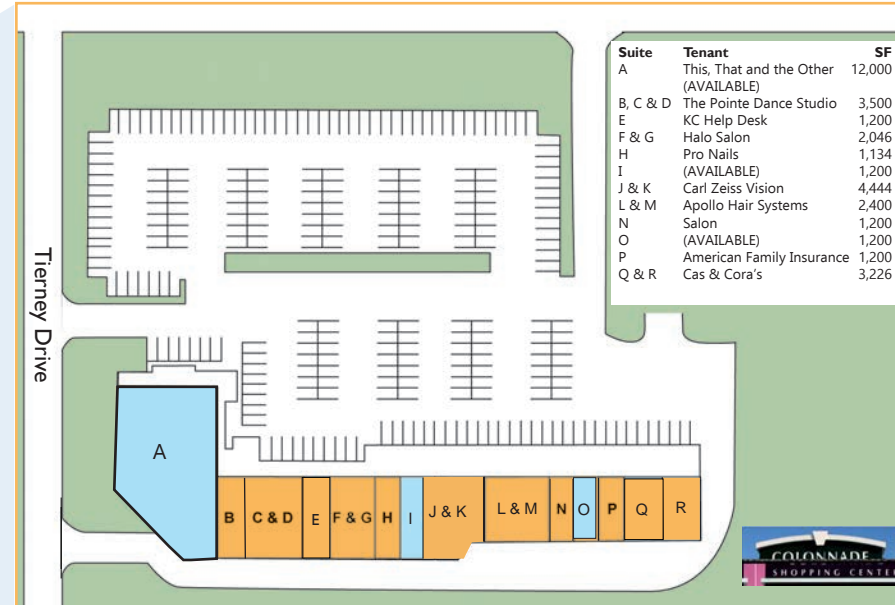 Suite Tenant SF
A This, That and the Other 12,000
(AVAILABLE)
B, C & D The Pointe Dance Studio 3,500
E KC Help Desk 1,200
F & G Halo Salon 2,046
H Pro Nails 1,134
I (AVAILABLE) 1,200
J & K Carl Zeiss Vision 4,444
L & M Apollo Hair Systems 2,400
N Salon 1,200
O (AVAILABLE) 1,200
P American Family Insurance 1,200
Q & R Cas & Cora's 3,226
Tierney Drive
A
B C & D E F & G H I J & K L & M N O P Q R
COLONNADE
SHOPPING CENTER